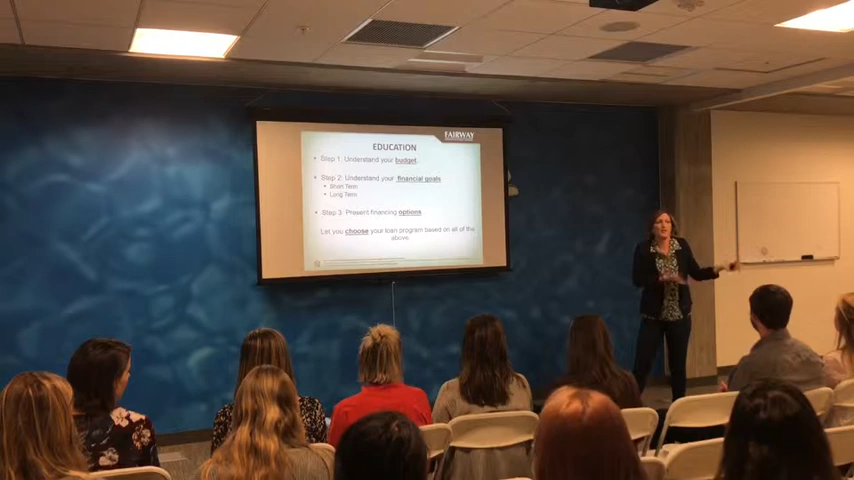 FAIRWAY
EDUCATION
• Step 1: Understand your budget.
• Step 2: Understand your financial goals
• Short Term
• Long Term
• Step 3: Present financing options
Let you choose your loan program based on all of the
above.